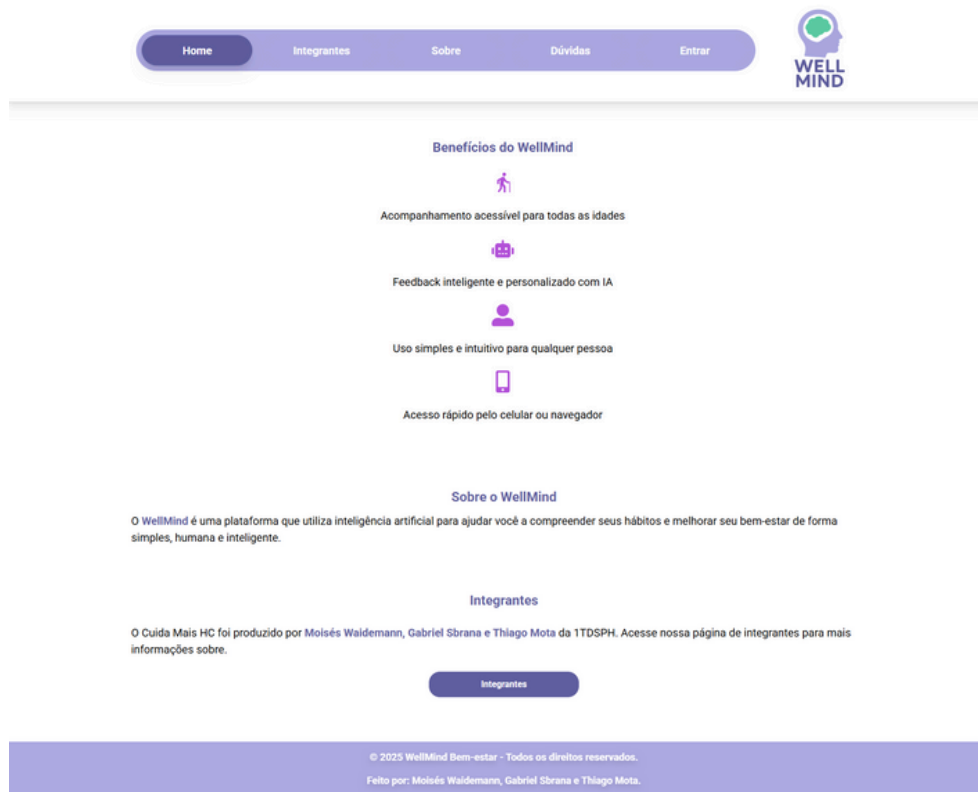 Home
Integrantes
Sobre
Dúvidas
Entrar
WELL
MIND
Benefícios do WellMind
Acompanhamento acessível para todas as idades
Feedback inteligente e personalizado com IA
Uso simples e intuitivo para qualquer pessoa
Acesso rápido pelo celular ou navegador
Sobre o WellMind
O WellMind é uma plataforma que utiliza inteligência artificial para ajudar você a compreender seus hábitos e melhorar seu bem-estar de forma
simples, humana e inteligente.
Integrantes
O Cuida Mais HC foi produzido por Moisés Waidemann, Gabriel Sbrana e Thiago Mota da 1TDSPH. Acesse nossa página de integrantes para mais
informações sobre.
Integrantes
© 2025 WellMind Bem-estar - Todos os direitos reservados.
Feito por: Moisés Waidemann, Gabriel Sbrana e Thiago Mota.